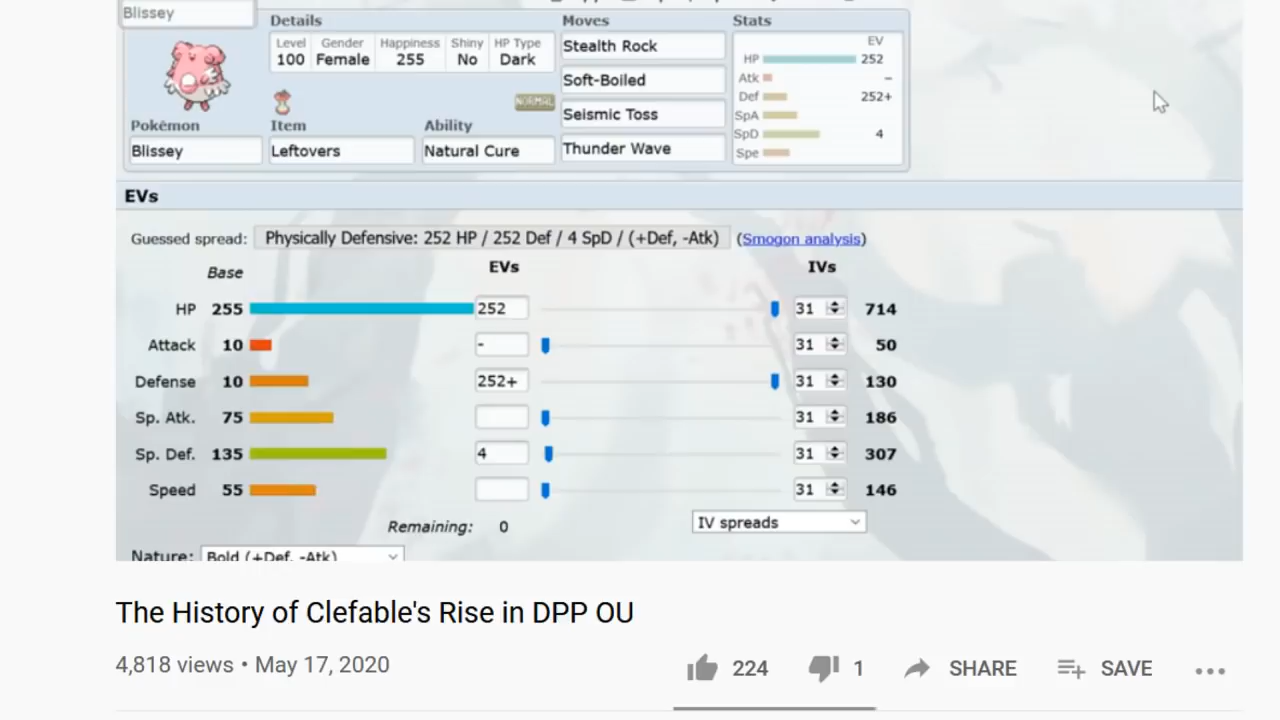 Blissey
Details
Moves
Stats
Level
Gender
Happiness
Shiny
HP Type
100
Female
255
No
Dark
Stealth Rock
Soft-Boiled
Seismic Toss
Thunder Wave
EV
HP 252
Atk –
Def 252+
SpA
SpD 4
Spe
NORMAL
Pokémon
Item
Ability
Blissey
Leftovers
Natural Cure
EVs
Guessed spread: Physically Defensive: 252 HP / 252 Def / 4 SpD / (+Def, -Atk) (Smogon analysis)
Base EVs IVs
HP 255 252 31 714
Attack 10 - 31 50
Defense 10 252+ 31 130
Sp. Atk. 75 31 186
Sp. Def. 135 4 31 307
Speed 55 31 146
Remaining: 0 IV spreads
Nature: Bold (+Def, -Atk)
The History of Clefable's Rise in DPP OU
4,818 views • May 17, 2020
224 1 SHARE SAVE